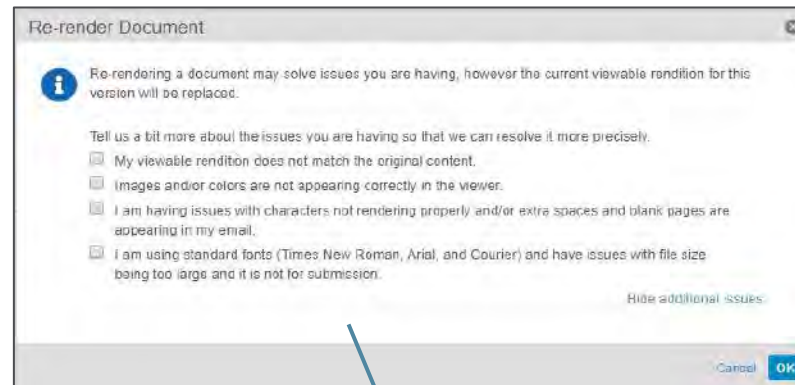 Re-render Document
Re-rendering a document may solve issues you are having, however the current viewable rendition for this
version will be replaced.
Tell us a bit more about the issues you are having so that we can resolve it more precisely.
My viewable rendition does not match the original content.
Images and/or colors are not appearing correctly in the viewer.
I am having issues with characters not rendering properly and/or extra spaces and blank pages are
appearing in my email.
I am using standard fonts (Times New Roman, Arial, and Courier) and have issues with file size
being too large and it is not for submission.
Hide additional issues
Cancel OK